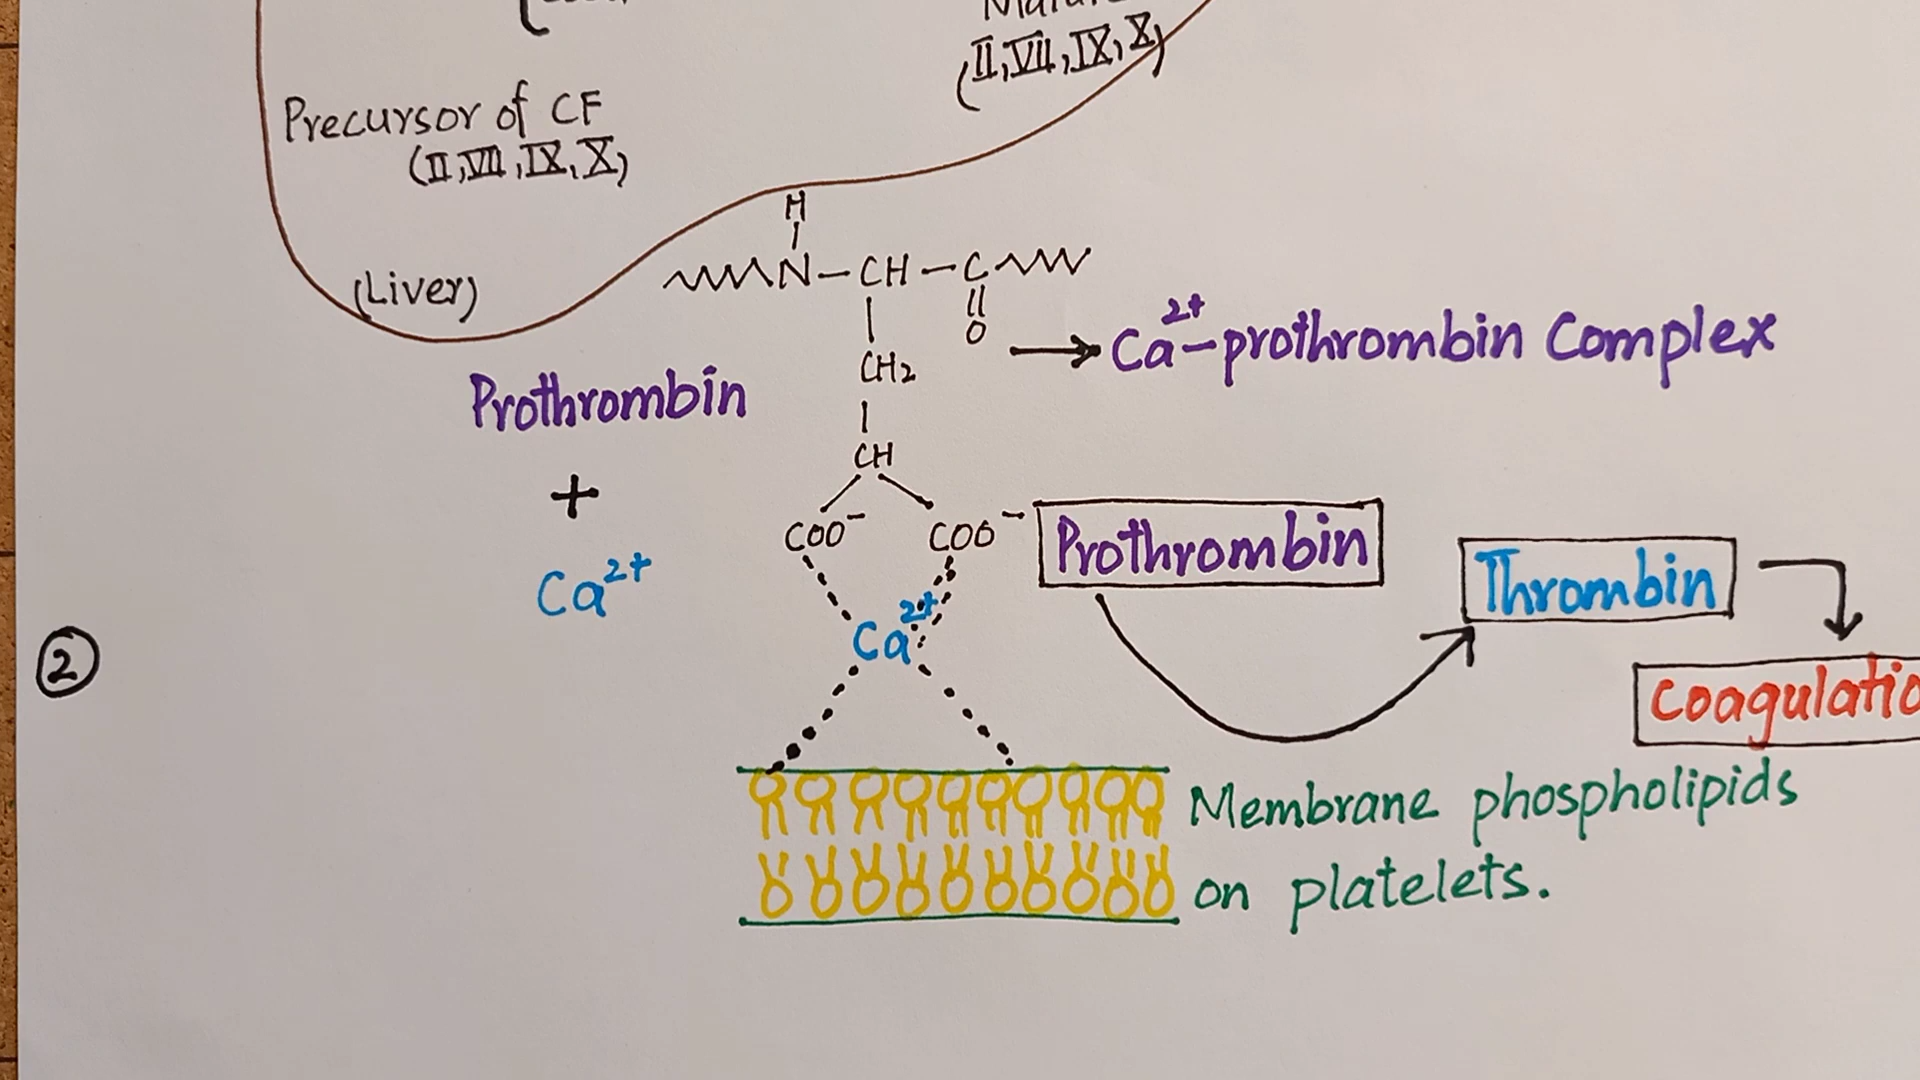 (II, VII, IX, X)
Precursor of CF
(II, VII, IX, X)
(Liver)
H
N–CH–C
O
CH2
CH
COO⁻ COO⁻
Ca²⁺
→ Ca²⁺–prothrombin Complex
Prothrombin
+
Ca²⁺
Prothrombin
Thrombin
Coagulatio
2
Membrane phospholipids
on platelets.